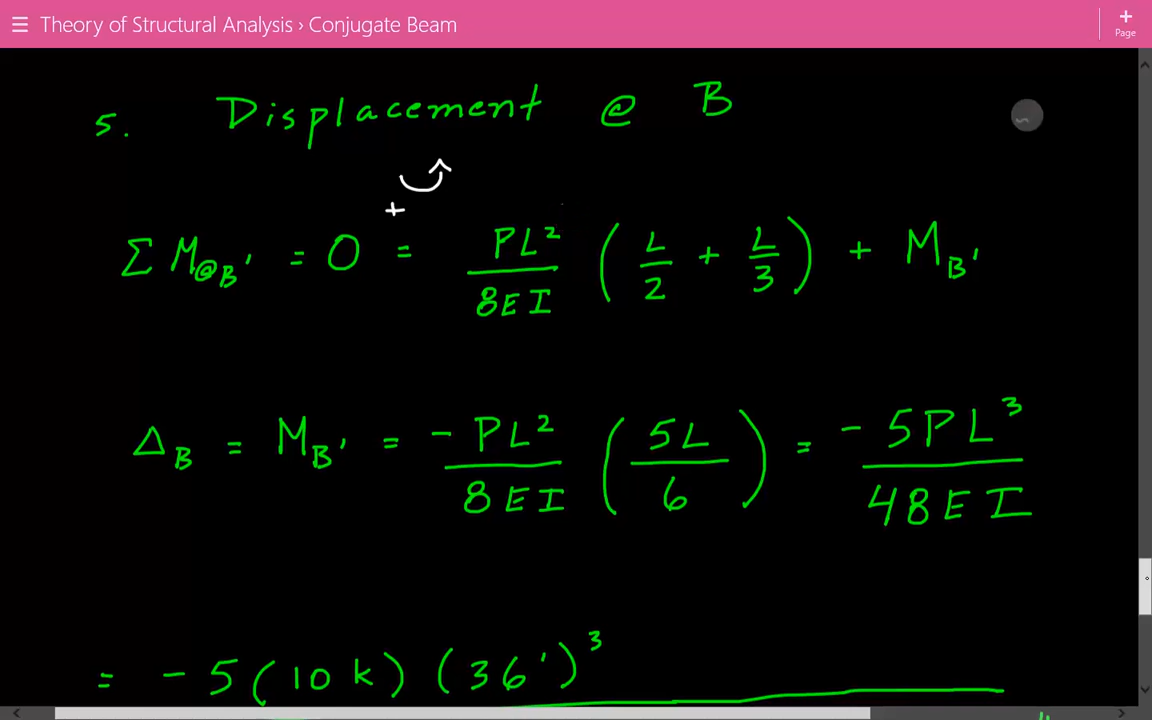 Theory of Structural Analysis › Conjugate Beam
Page
5. Displacement @ B
+
Σ M@B' = 0 = PL²/8EI (L/2 + L/3) + MB'
ΔB = MB' = -PL²/8EI (5L/6) = -5PL³/48EI
= -5(10k)(36')³